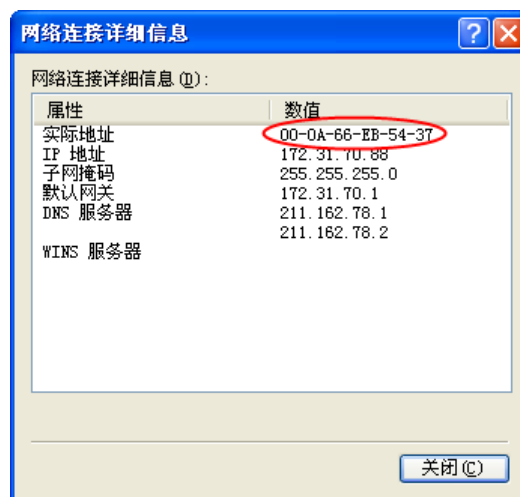 网络连接详细信息
网络连接详细信息(D):
属性 数值
实际地址 00-0A-66-EB-54-37
IP 地址 172.31.70.88
子网掩码 255.255.255.0
默认网关 172.31.70.1
DNS 服务器 211.162.78.1
211.162.78.2
WINS 服务器
关闭(C)